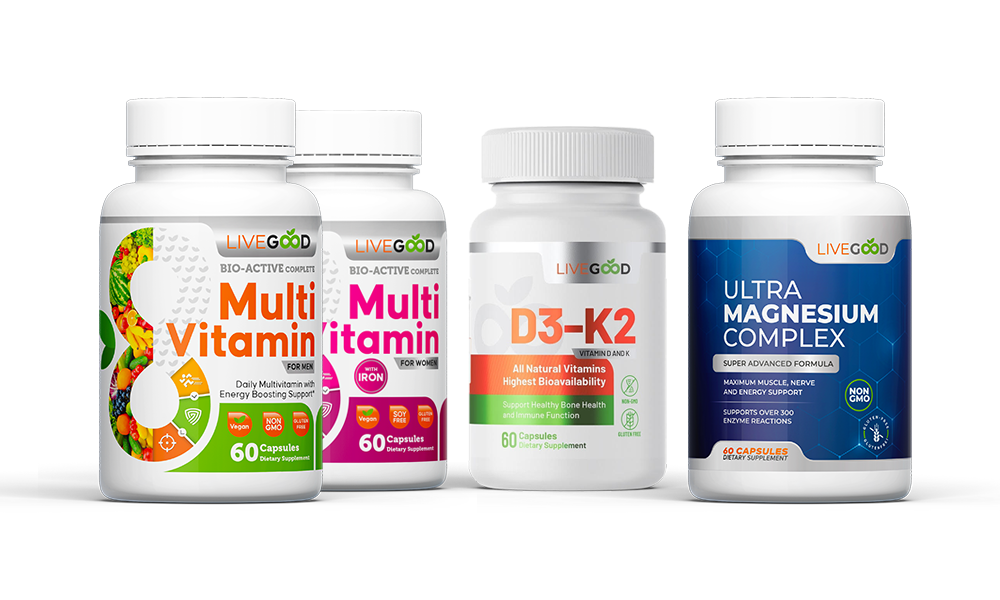 LIVEGOOD
BIO-ACTIVE COMPLETE
Multi
Vitamin
FOR MEN
Daily Multivitamin with
Energy Boosting Support*
Vegan
NON
GMO
GLUTEN
FREE
60 Capsules
Dietary Supplement
LIVEGOOD
BIO-ACTIVE COMPLETE
Multi
itamin
FOR WOMEN
WITH
IRON
Vegan
SOY
FREE
GLUTEN
FREE
60 Capsules
Dietary Supplement
LIVEGOOD
D3-K2
VITAMIN D AND K
All Natural Vitamins
Highest Bioavailability
Support Healthy Bone Health
and Immune Function
NON-GMO
GLUTEN FREE
60 Capsules
Dietary Supplement
LIVEGOOD
ULTRA
MAGNESIUM
COMPLEX
SUPER ADVANCED FORMULA
MAXIMUM MUSCLE, NERVE
AND ENERGY SUPPORT
NON
GMO
SUPPORTS OVER 300
ENZYME REACTIONS
GLUTEN-FREE
60 CAPSULES
DIETARY SUPPLEMENT